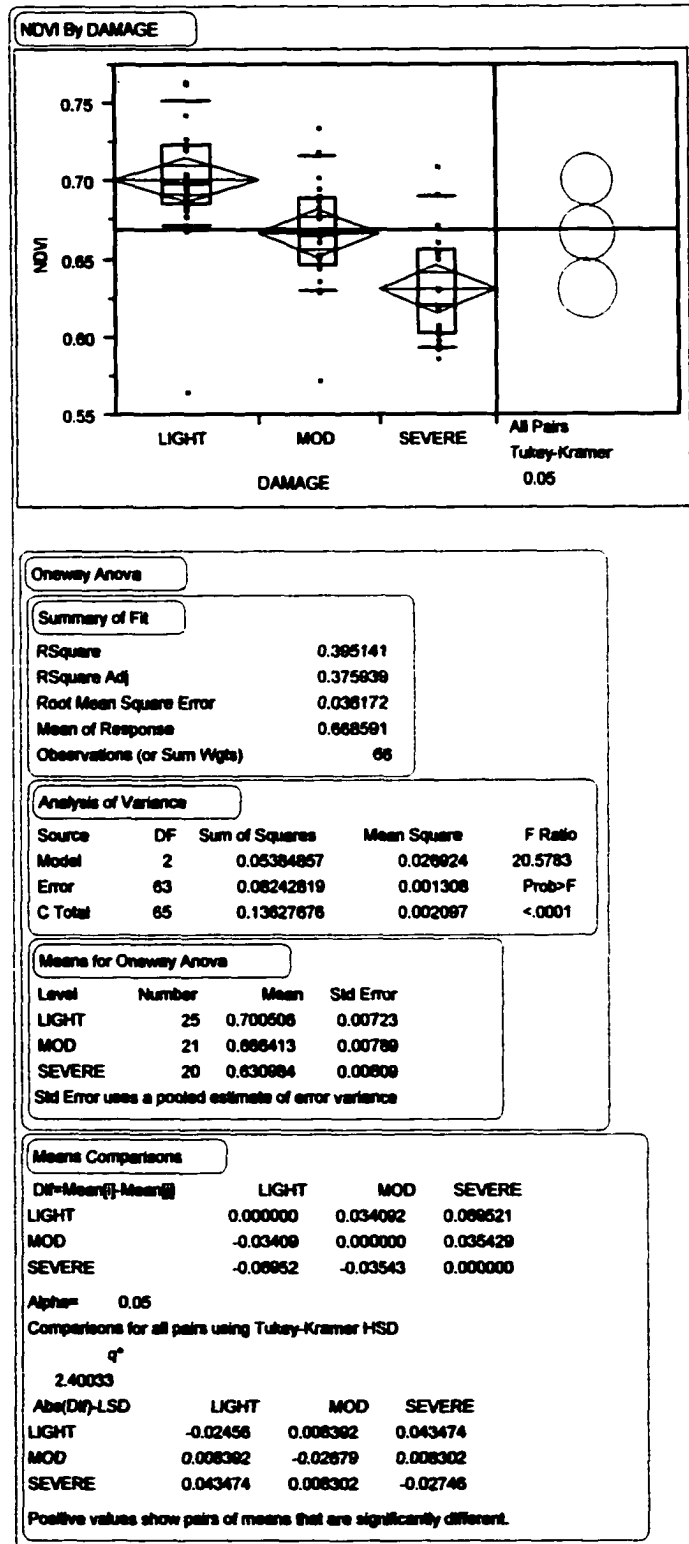 NDVI By DAMAGE
0.75
0.70
0.65
0.60
0.55
NDVI
LIGHT MOD SEVERE
DAMAGE
All Pairs
Tukey-Kramer
0.05
Oneway Anova
Summary of Fit
RSquare 0.395141
RSquare Adj 0.375939
Root Mean Square Error 0.036172
Mean of Response 0.668591
Observations (or Sum Wgts) 66
Analysis of Variance
Source DF Sum of Squares Mean Square F Ratio
Model 2 0.05384857 0.026924 20.5783
Error 63 0.08242819 0.001308 Prob>F
C Total 65 0.13627676 0.002097 <.0001
Means for Oneway Anova
Level Number Mean Std Error
LIGHT 25 0.700506 0.00723
MOD 21 0.666413 0.00789
SEVERE 20 0.630984 0.00809
Std Error uses a pooled estimate of error variance
Means Comparisons
Dif=Mean[i]-Mean[j] LIGHT MOD SEVERE
LIGHT 0.000000 0.034092 0.069521
MOD -0.03409 0.000000 0.035429
SEVERE -0.06952 -0.03543 0.000000
Alpha= 0.05
Comparisons for all pairs using Tukey-Kramer HSD
q*
2.40033
Abs(Dif)-LSD LIGHT MOD SEVERE
LIGHT -0.02456 0.008392 0.043474
MOD 0.008392 -0.02679 0.008302
SEVERE 0.043474 0.008302 -0.02746
Positive values show pairs of means that are significantly different.